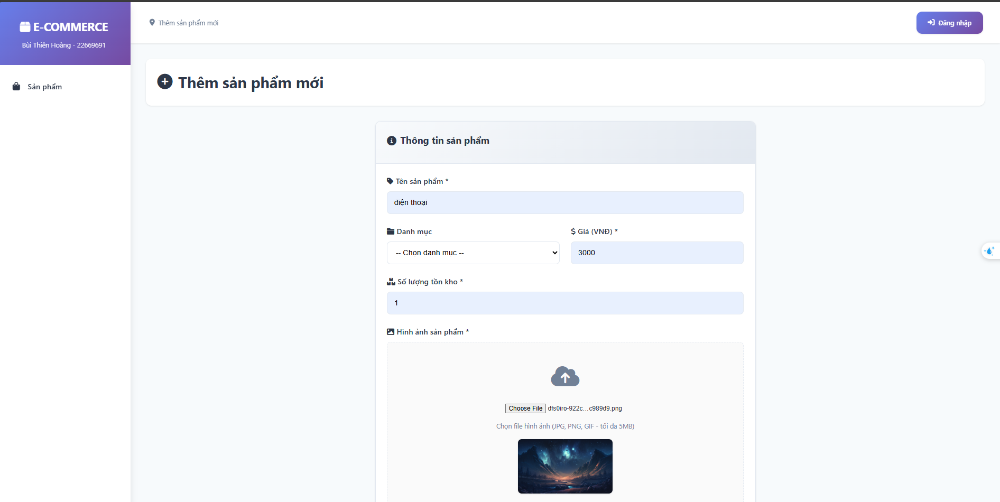 E-COMMERCE
Bùi Thiên Hoàng - 22669691
Sản phẩm
Thêm sản phẩm mới
Đăng nhập
Thêm sản phẩm mới
Thông tin sản phẩm
Tên sản phẩm *
điện thoại
Danh mục
-- Chọn danh mục --
Giá (VNĐ) *
3000
Số lượng tồn kho *
1
Hình ảnh sản phẩm *
Choose File dfs0iro-922c...c989d9.png
Chọn file hình ảnh (JPG, PNG, GIF - tối đa 5MB)